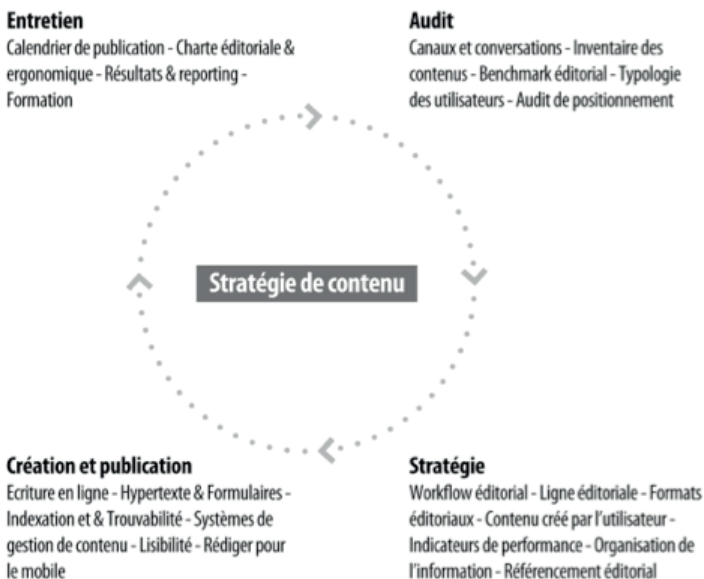 Entretien
Calendrier de publication - Charte éditoriale &
ergonomique - Résultats & reporting -
Formation
Audit
Canaux et conversations - Inventaire des
contenus - Benchmark éditorial - Typologie
des utilisateurs - Audit de positionnement
Stratégie de contenu
Création et publication
Ecriture en ligne - Hypertexte & Formulaires -
Indexation et & Trouvabilité - Systèmes de
gestion de contenu - Lisibilité - Rédiger pour
le mobile
Stratégie
Workflow éditorial - Ligne éditoriale - Formats
éditoriaux - Contenu créé par l'utilisateur -
Indicateurs de performance - Organisation de
l'information - Référencement éditorial